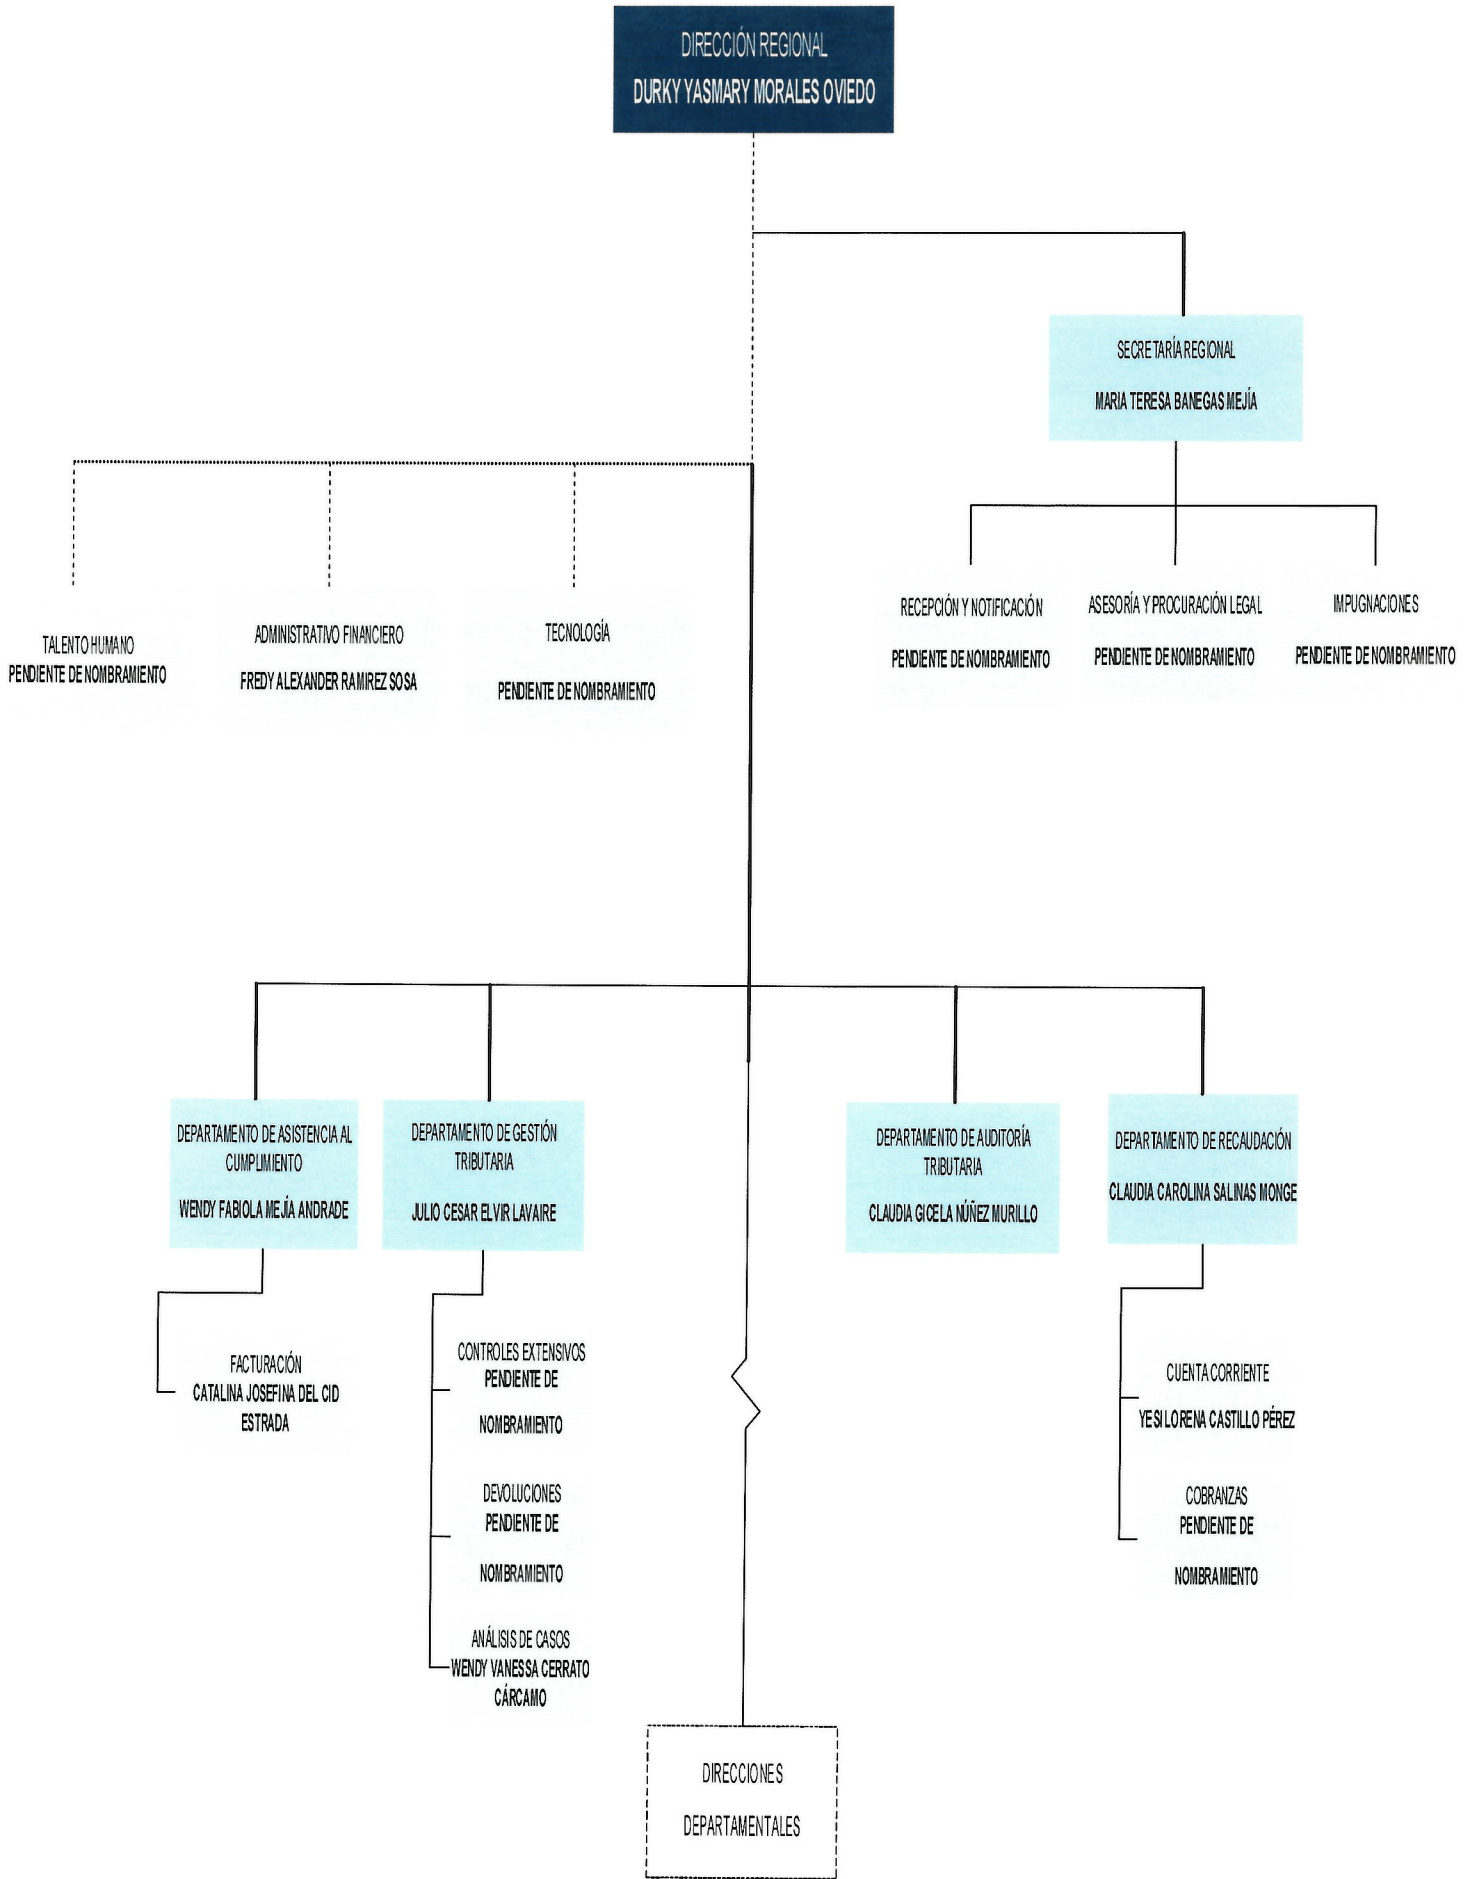 DIRECCIÓN REGIONAL
DURKY YASMARY MORALES OVIEDO
SECRETARÍA REGIONAL
MARIA TERESA BANEGAS MEJÍA
TALENTO HUMANO
PENDIENTE DE NOMBRAMIENTO
ADMINISTRATIVO FINANCIERO
FREDY ALEXANDER RAMIREZ SOSA
TECNOLOGÍA
PENDIENTE DE NOMBRAMIENTO
RECEPCIÓN Y NOTIFICACIÓN
PENDIENTE DE NOMBRAMIENTO
ASESORÍA Y PROCURACIÓN LEGAL
PENDIENTE DE NOMBRAMIENTO
IMPUGNACIONES
PENDIENTE DE NOMBRAMIENTO
DEPARTAMENTO DE ASISTENCIA AL
CUMPLIMIENTO
WENDY FABIOLA MEJÍA ANDRADE
DEPARTAMENTO DE GESTIÓN
TRIBUTARIA
JULIO CESAR ELVIR LAVAIRE
DEPARTAMENTO DE AUDITORÍA
TRIBUTARIA
CLAUDIA GICELA NÚÑEZ MURILLO
DEPARTAMENTO DE RECAUDACIÓN
CLAUDIA CAROLINA SALINAS MONGE
FACTURACIÓN
CATALINA JOSEFINA DEL CID
ESTRADA
CONTROLES EXTENSIVOS
PENDIENTE DE
NOMBRAMIENTO
DEVOLUCIONES
PENDIENTE DE
NOMBRAMIENTO
ANÁLISIS DE CASOS
WENDY VANESSA CERRATO
CÁRCAMO
CUENTA CORRIENTE
YESI LORENA CASTILLO PÉREZ
COBRANZAS
PENDIENTE DE
NOMBRAMIENTO
DIRECCIONES
DEPARTAMENTALES